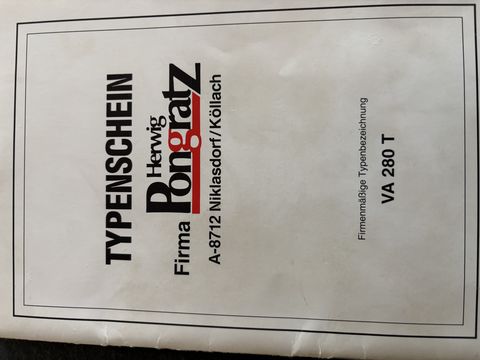 TYPENSCHEIN
Firma Herwig Pongratz
A-8712 Niklasdorf/Köllach
Firmenmäßige Typenbezeichnung
VA 280 T